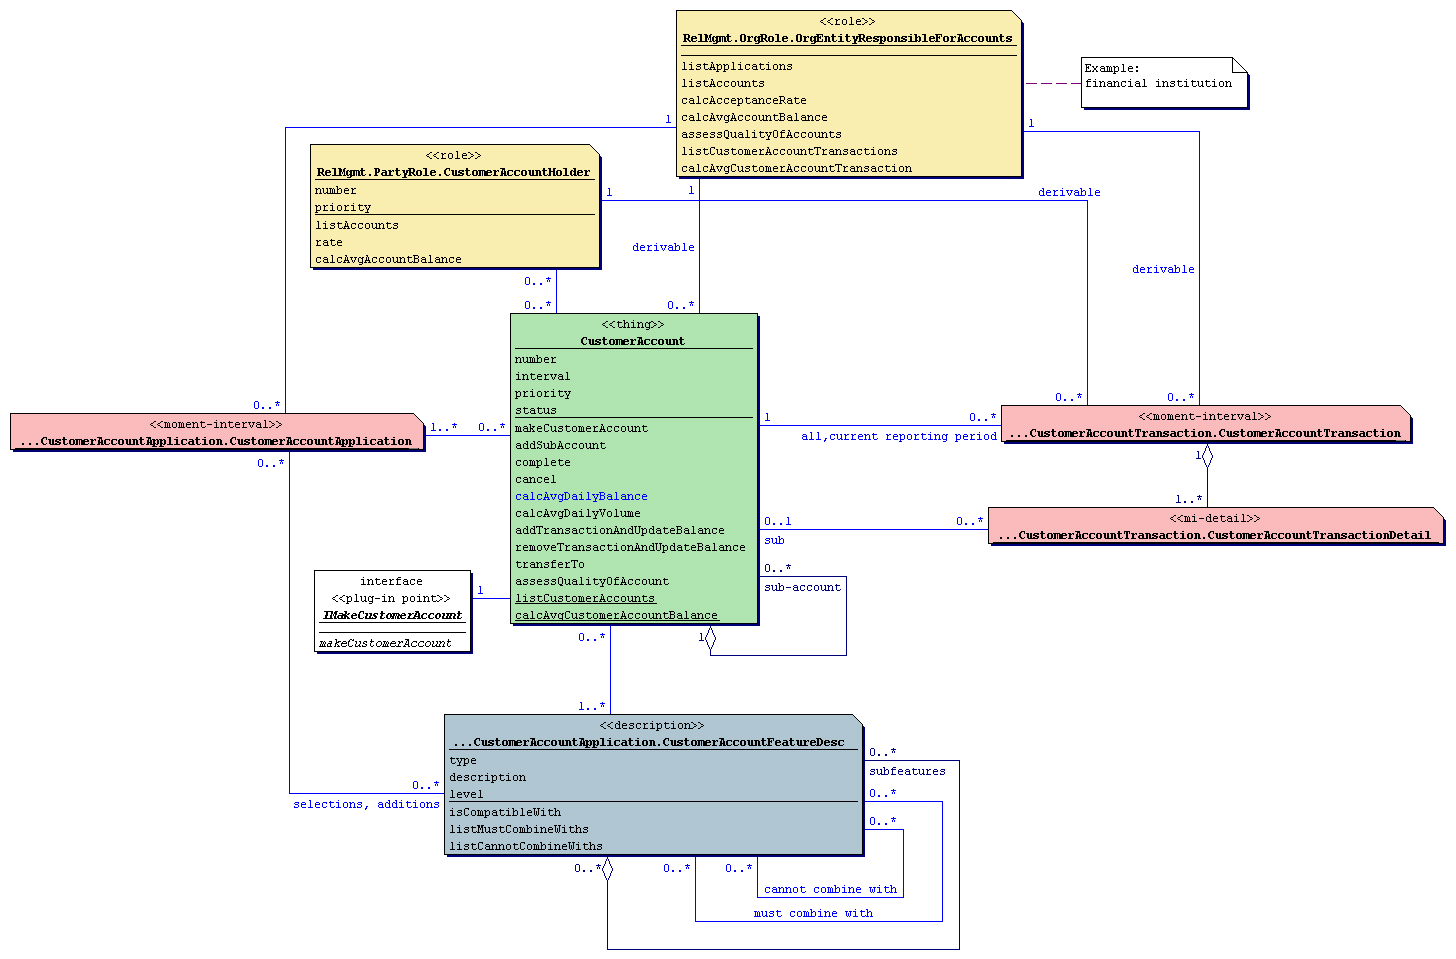 <<role>>
RelMgmt.OrgRole.OrgEntityResponsibleForAccounts
listApplications
listAccounts
calcAcceptanceRate
calcAvgAccountBalance
assessQualityOfAccounts
listCustomerAccountTransactions
calcAvgCustomerAccountTransaction
Example:
financial institution
1
1
1
<<role>>
RelMgmt.PartyRole.CustomerAccountHolder
number
priority
listAccounts
rate
calcAvgAccountBalance
1
derivable
derivable
derivable
0..*
0..*
0..*
<<thing>>
CustomerAccount
number
interval
priority
status
makeCustomerAccount
addSubAccount
complete
cancel
calcAvgDailyBalance
calcAvgDailyVolume
addTransactionAndUpdateBalance
removeTransactionAndUpdateBalance
transferTo
assessQualityOfAccount
listCustomerAccounts
calcAvgCustomerAccountBalance
0..*
<<moment-interval>>
...CustomerAccountApplication.CustomerAccountApplication
1..*
0..*
0..*
0..*
0..*
<<moment-interval>>
...CustomerAccountTransaction.CustomerAccountTransaction
1
0..*
all,current reporting period
1
1..*
<<mi-detail>>
...CustomerAccountTransaction.CustomerAccountTransactionDetail
0..1
0..*
sub
0..*
sub-account
1
interface
<<plug-in point>>
IMakeCustomerAccount
makeCustomerAccount
1
0..*
1..*
<<description>>
...CustomerAccountApplication.CustomerAccountFeatureDesc
type
description
level
isCompatibleWith
listMustCombineWiths
listCannotCombineWiths
0..*
selections, additions
0..*
subfeatures
0..*
0..*
0..*
0..*
0..*
cannot combine with
must combine with